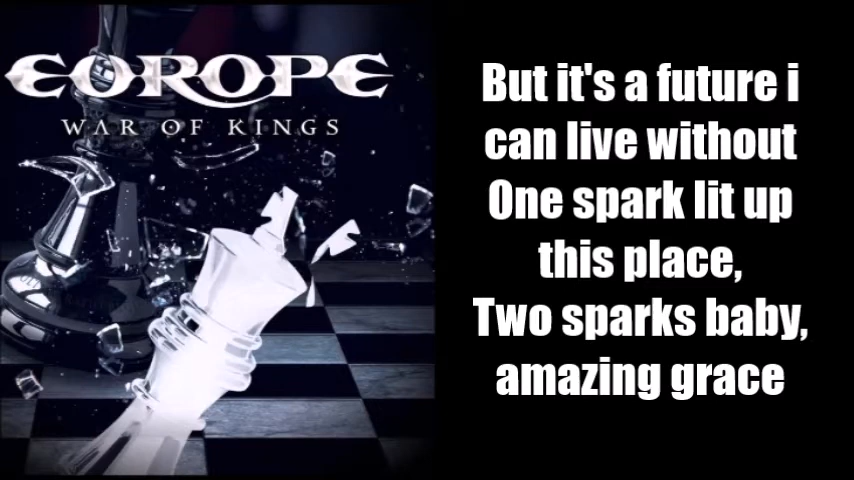 EUROPE
WAR OF KINGS
But it's a future i
can live without
One spark lit up
this place,
Two sparks baby,
amazing grace